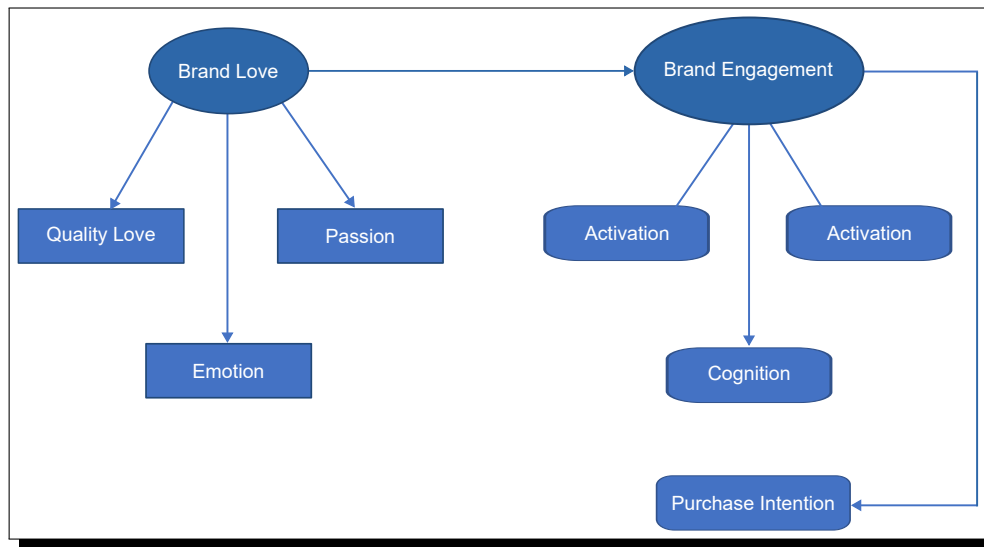 Brand Love
Brand Engagement
Quality Love
Passion
Activation
Activation
Emotion
Cognition
Purchase Intention